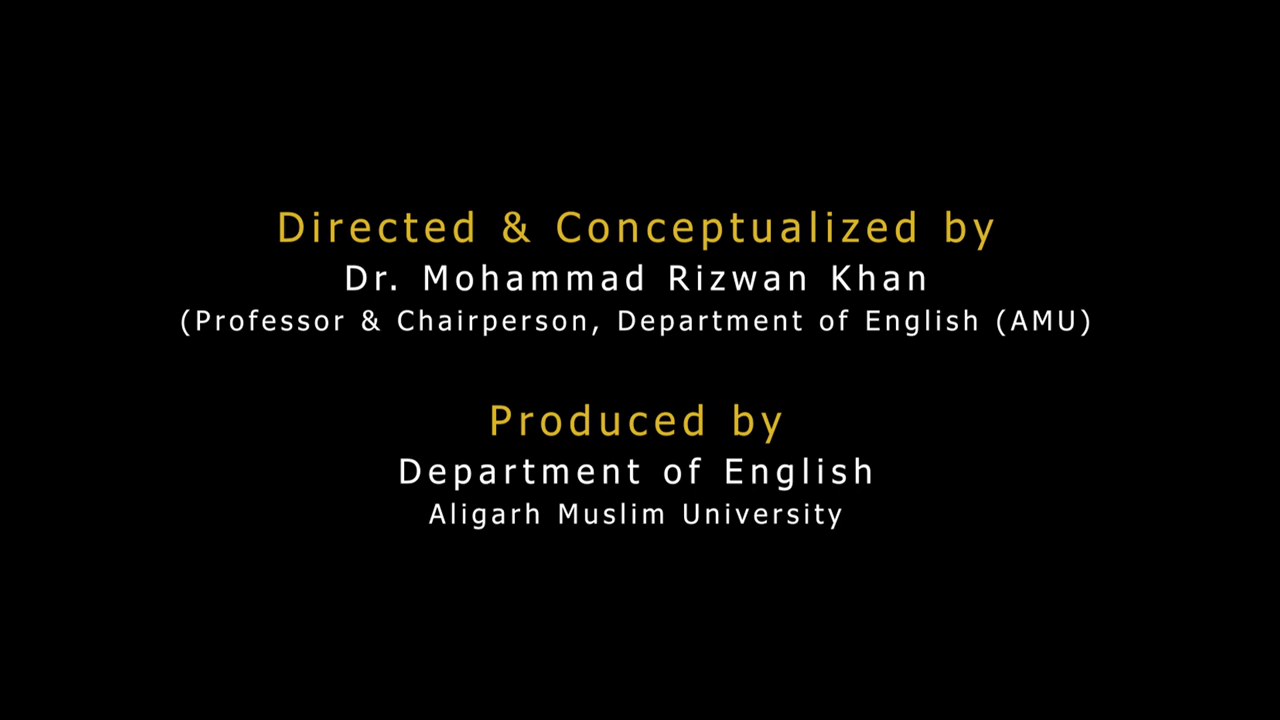 Directed & Conceptualized by
Dr. Mohammad Rizwan Khan
(Professor & Chairperson, Department of English (AMU)
Produced by
Department of English
Aligarh Muslim University